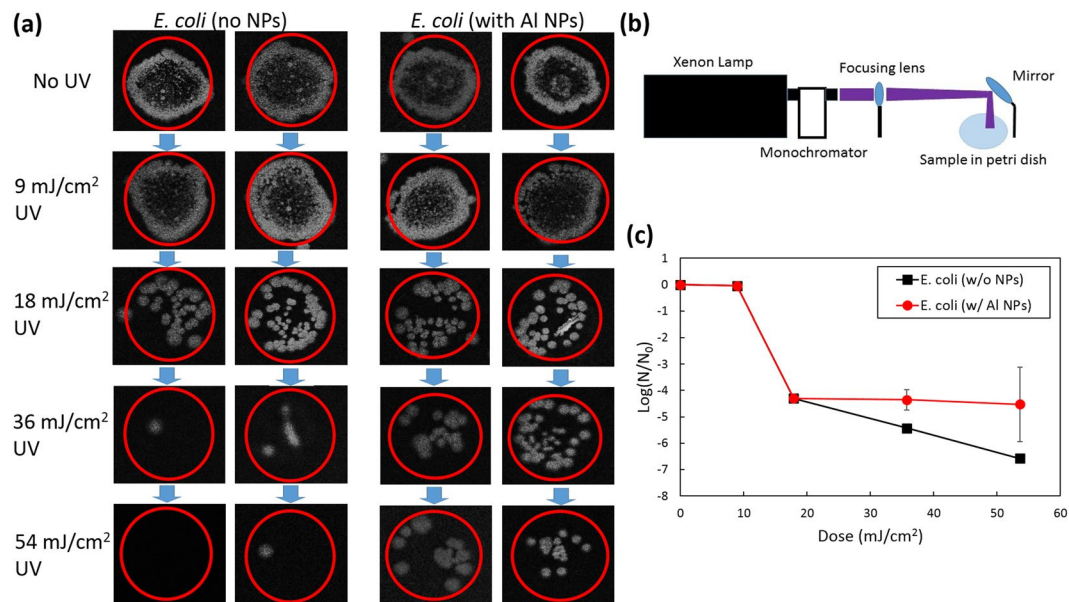 (a)
E. coli (no NPs)
E. coli (with Al NPs)
No UV
9 mJ/cm²
UV
18 mJ/cm²
UV
36 mJ/cm²
UV
54 mJ/cm²
UV
(b)
Xenon Lamp
Focusing lens
Mirror
Monochromator
Sample in petri dish
(c)
E. coli (w/o NPs)
E. coli (w/ Al NPs)
Log(N/N₀)
1
0
-1
-2
-3
-4
-5
-6
-7
-8
0
10
20
30
40
50
60
Dose (mJ/cm²)